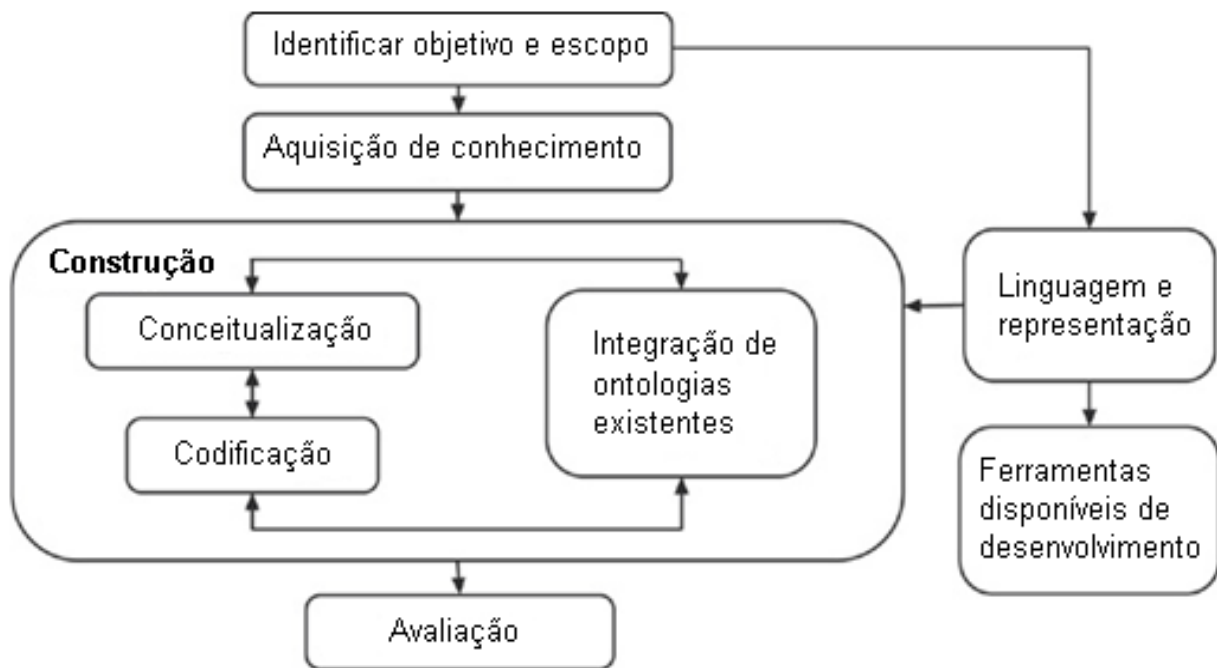 Identificar objetivo e escopo
Aquisição de conhecimento
Construção
Conceitualização
Codificação
Integração de
ontologias
existentes
Linguagem e
representação
Ferramentas
disponíveis de
desenvolvimento
Avaliação